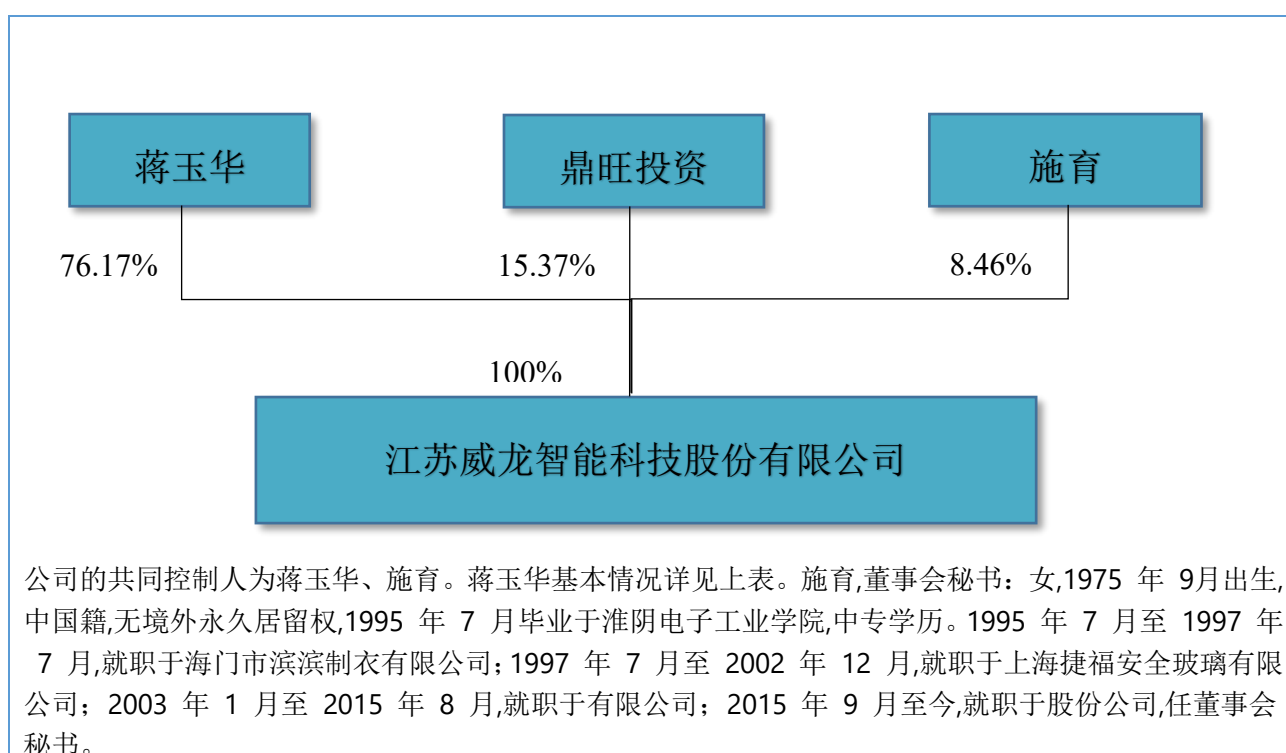 蒋玉华
鼎旺投资
施育
76.17%
15.37%
8.46%
100%
江苏威龙智能科技股份有限公司
公司的共同控制人为蒋玉华、施育。蒋玉华基本情况详见上表。施育,董事会秘书：女,1975 年 9月出生,
中国籍,无境外永久居留权,1995 年 7 月毕业于淮阴电子工业学院,中专学历。1995 年 7 月至 1997 年
7 月,就职于海门市滨滨制衣有限公司；1997 年 7 月至 2002 年 12 月,就职于上海捷福安全玻璃有限
公司；2003 年 1 月至 2015 年 8 月,就职于有限公司；2015 年 9 月至今,就职于股份公司,任董事会
秘书。